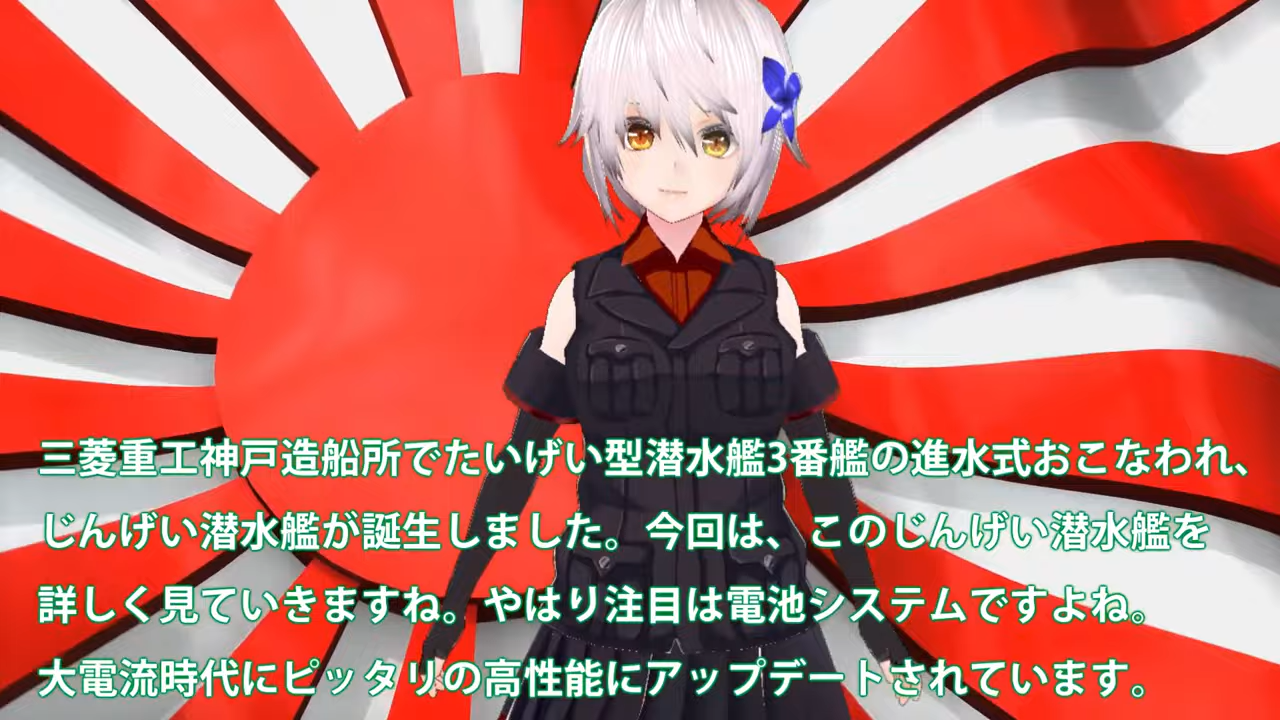 三菱重工神戸造船所でたいげい型潜水艦3番艦の進水式おこなわれ、
じんげい潜水艦が誕生しました。今回は、このじんげい潜水艦を
詳しく見ていきますね。やはり注目は電池システムですよね。
大電流時代にピッタリの高性能にアップデートされています。